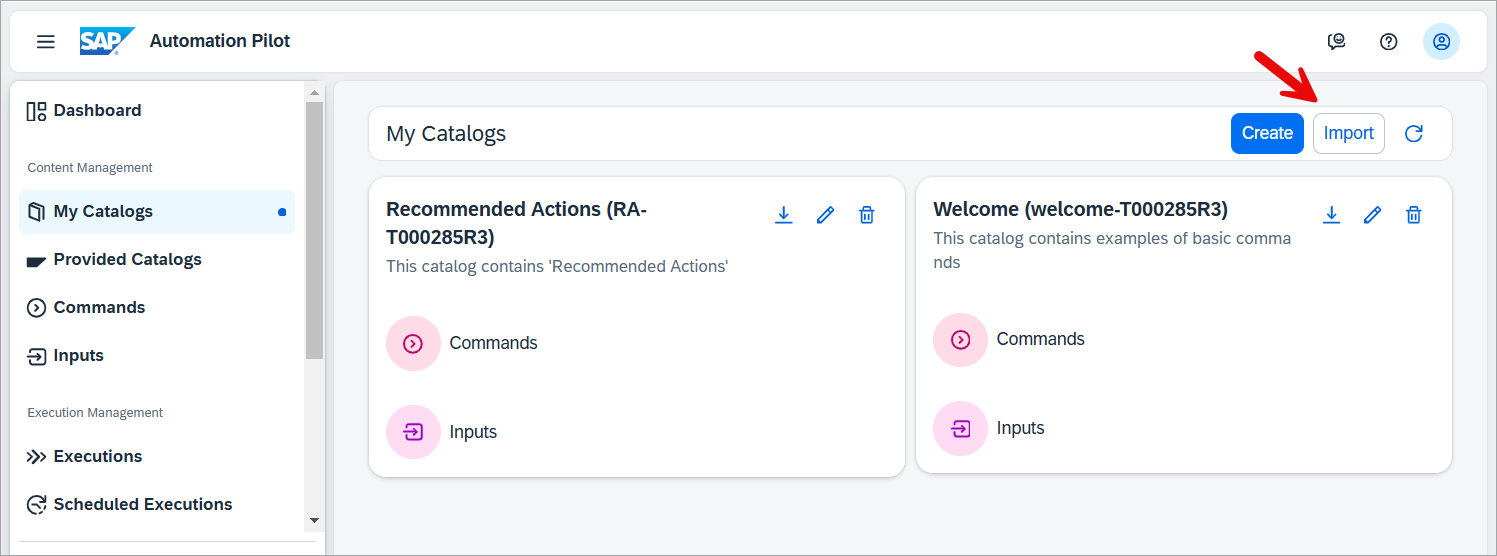 SAP Automation Pilot
Dashboard
Content Management
My Catalogs
Provided Catalogs
Commands
Inputs
Execution Management
Executions
Scheduled Executions
My Catalogs
Create
Import
Recommended Actions (RA-
T000285R3)
This catalog contains 'Recommended Actions'
Commands
Inputs
Welcome (welcome-T000285R3)
This catalog contains examples of basic comma
nds
Commands
Inputs